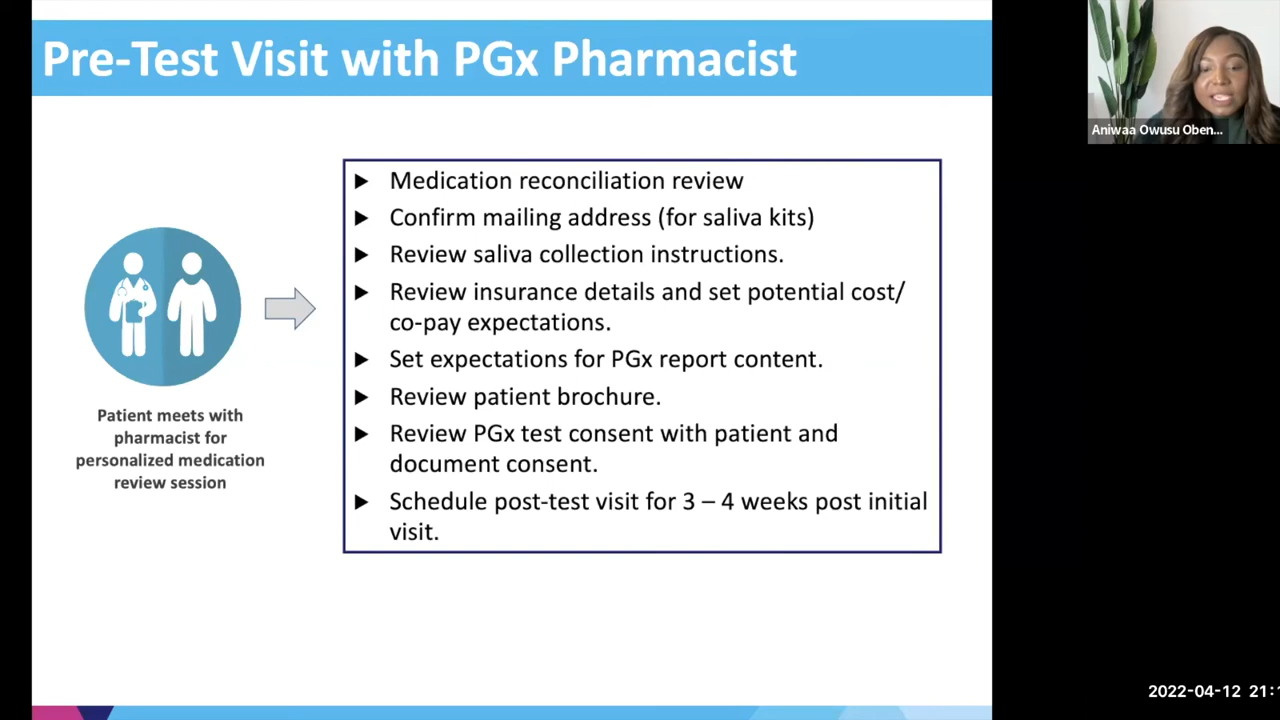 Pre-Test Visit with PGx Pharmacist
Aniwaa Owusu Oben...
Medication reconciliation review
Confirm mailing address (for saliva kits)
Review saliva collection instructions.
Review insurance details and set potential cost/
co-pay expectations.
Set expectations for PGx report content.
Review patient brochure.
Review PGx test consent with patient and
document consent.
Schedule post-test visit for 3 – 4 weeks post initial
visit.
Patient meets with
pharmacist for
personalized medication
review session
2022-04-12 21: